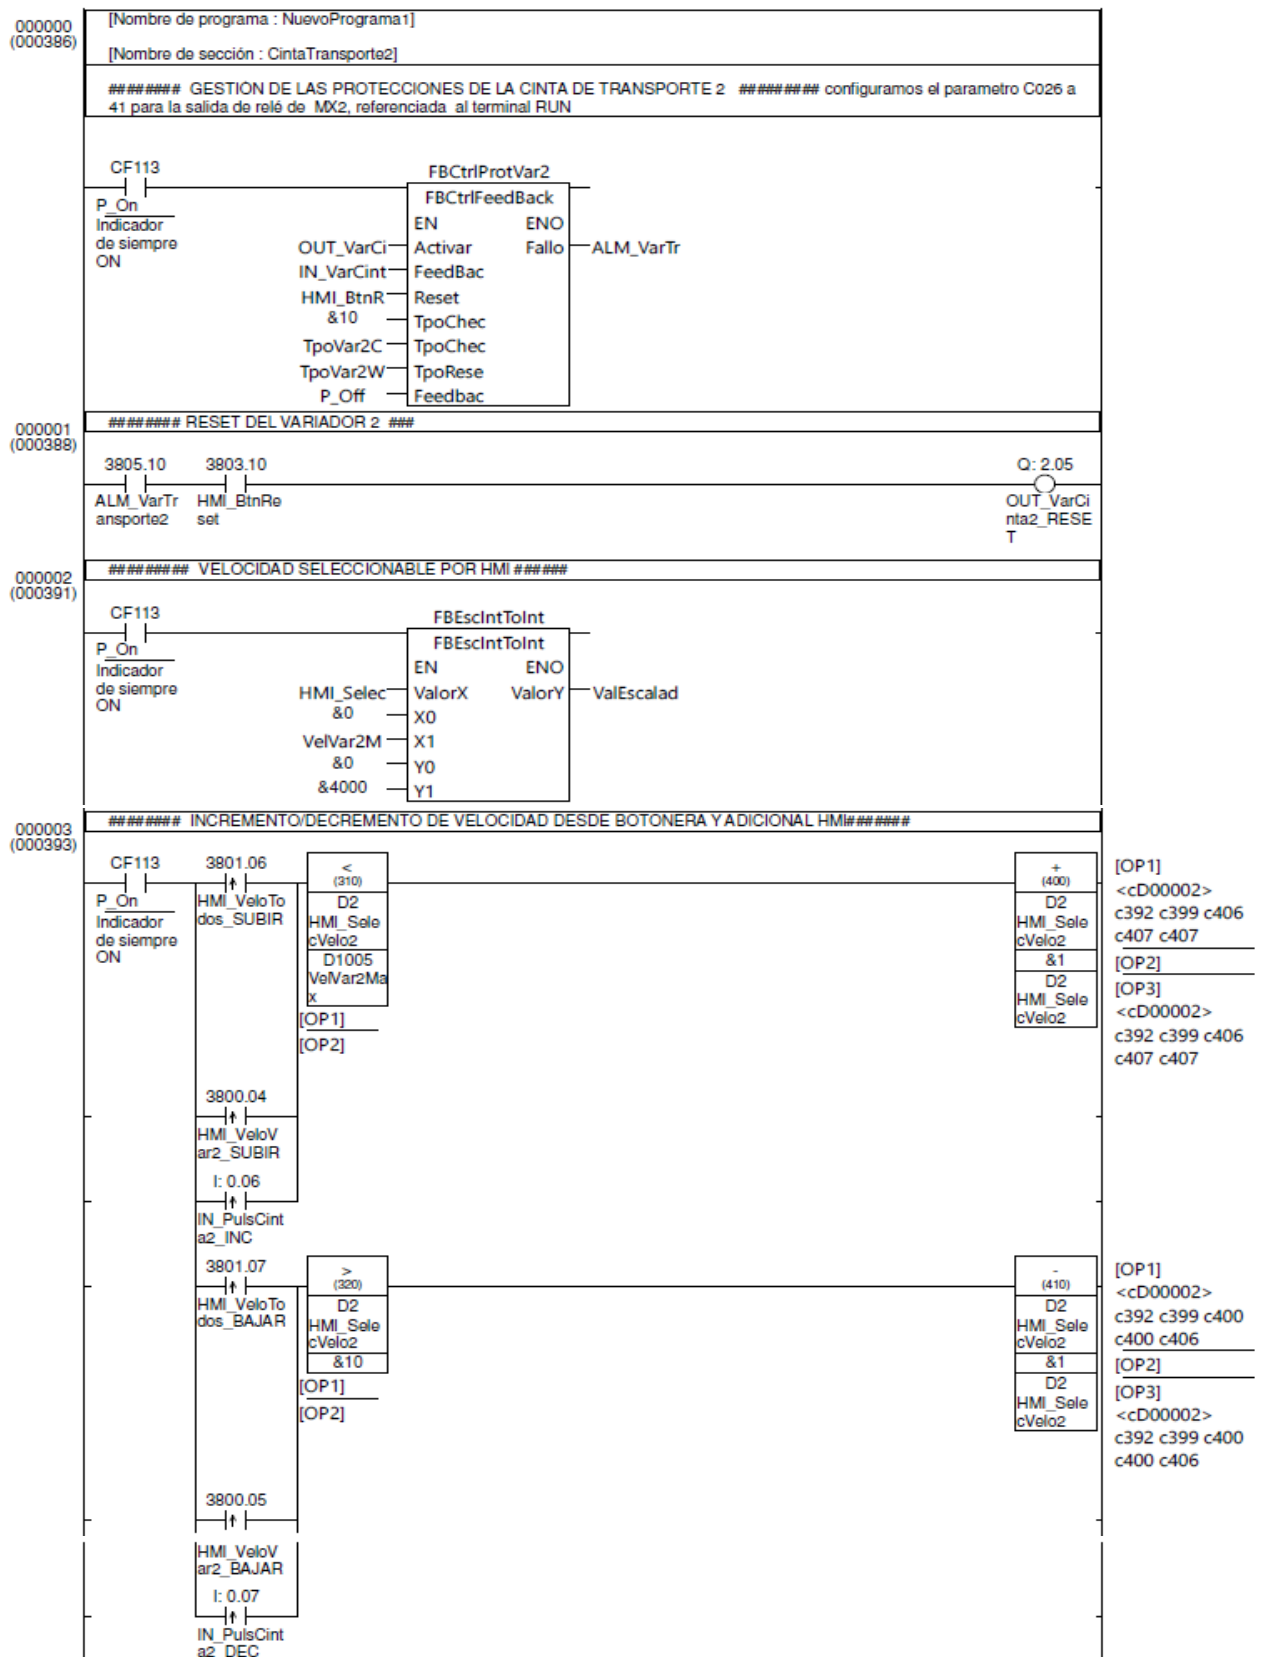 000000
(000386)
[Nombre de programa : NuevoPrograma1]
[Nombre de sección : CintaTransporte2]
######## GESTIÓN DE LAS PROTECCIONES DE LA CINTA DE TRANSPORTE 2 ######### configuramos el parametro C026 a
41 para la salida de relé de MX2, referenciada al terminal RUN
CF113
P_On
Indicador
de siempre
ON
FBCtrlProtVar2
FBCtrlFeedBack
EN ENO
OUT_VarCi Activar Fallo ALM_VarTr
IN_VarCint FeedBac
HMI_BtnR Reset
&10 TpoChec
TpoVar2C TpoChec
TpoVar2W TpoRese
P_Off Feedbac
000001
(000388)
######## RESET DEL VARIADOR 2 ###
3805.10 3803.10 Q: 2.05
ALM_VarTr HMI_BtnRe OUT_VarCi
ansporte2 set nta2_RESE
T
000002
(000391)
######### VELOCIDAD SELECCIONABLE POR HMI ######
CF113
P_On
Indicador
de siempre
ON
FBEscIntToInt
FBEscIntToInt
EN ENO
HMI_Selec ValorX ValorY ValEscalad
&0 X0
VelVar2M X1
&0 Y0
&4000 Y1
000003
(000393)
######## INCREMENTO/DECREMENTO DE VELOCIDAD DESDE BOTONERA Y ADICIONAL HMI#######
CF113
P_On
Indicador
de siempre
ON
3801.06
HMI_VeloTo
dos_SUBIR
<
(310)
D2
HMI_Sele
cVelo2
D1005
VelVar2Ma
x
[OP1]
[OP2]
+
(400)
D2
HMI_Sele
cVelo2
&1
D2
HMI_Sele
cVelo2
[OP1]
<cD00002>
c392 c399 c406
c407 c407
[OP2]
[OP3]
<cD00002>
c392 c399 c406
c407 c407
3800.04
HMI_VeloV
ar2_SUBIR
I: 0.06
IN_PulsCint
a2_INC
3801.07
HMI_VeloTo
dos_BAJAR
>
(320)
D2
HMI_Sele
cVelo2
&10
[OP1]
[OP2]
-
(410)
D2
HMI_Sele
cVelo2
&1
D2
HMI_Sele
cVelo2
[OP1]
<cD00002>
c392 c399 c400
c400 c406
[OP2]
[OP3]
<cD00002>
c392 c399 c400
c400 c406
3800.05
HMI_VeloV
ar2_BAJAR
I: 0.07
IN_PulsCint
a2_DEC